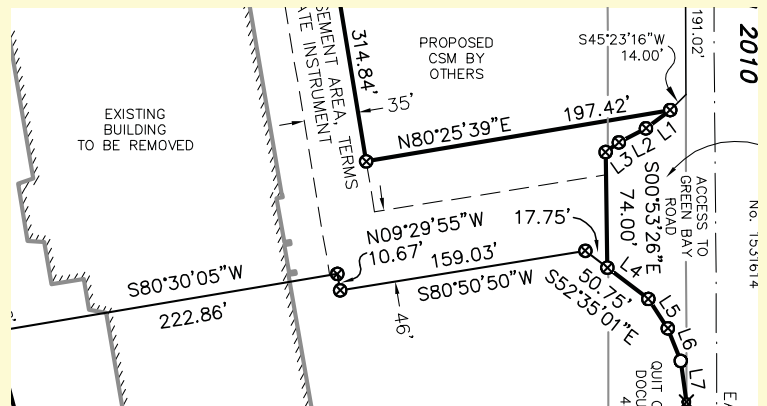 2010
191.02'
S45°23'16"W
14.00'
PROPOSED
CSM BY
OTHERS
314.84'
35'
197.42'
N80°25'39"E
L1
L2
L3
EXISTING
BUILDING
TO BE REMOVED
SEMENT AREA, TERMS
ATE INSTRUMENT
S00°53'26"E
74.00'
ACCESS TO
GREEN BAY
ROAD
No. 1531614
N09°29'55"W
10.67'
17.75'
159.03'
S80°50'50"W
S80°30'05"W
222.86'
46'
50.75'
S52°35'01"E
L4
L5
L6
L7
QUIT C
DOCU
4
EA